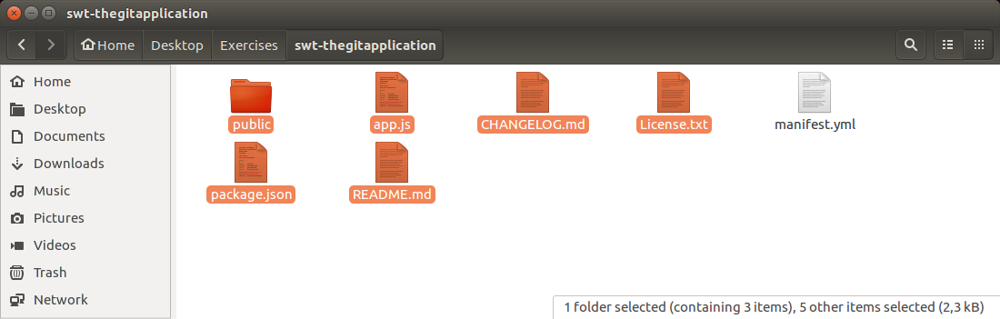 swt-thegitapplication
Home Desktop Exercises swt-thegitapplication
Home
Desktop
Documents
Downloads
Music
Pictures
Videos
Trash
Network
public app.js CHANGELOG.md License.txt manifest.yml
package.json README.md
1 folder selected (containing 3 items), 5 other items selected (2,3 kB)